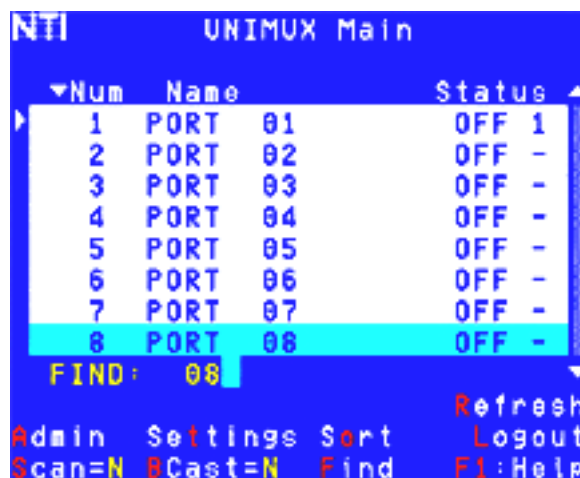 NTI UNIMUX Main
▼Num Name Status
1 PORT 01 OFF 1
2 PORT 02 OFF -
3 PORT 03 OFF -
4 PORT 04 OFF -
5 PORT 05 OFF -
6 PORT 06 OFF -
7 PORT 07 OFF -
8 PORT 08 OFF -
FIND: 08
Refresh
Admin Settings Sort Logout
Scan=N BCast=N Find F1:Help